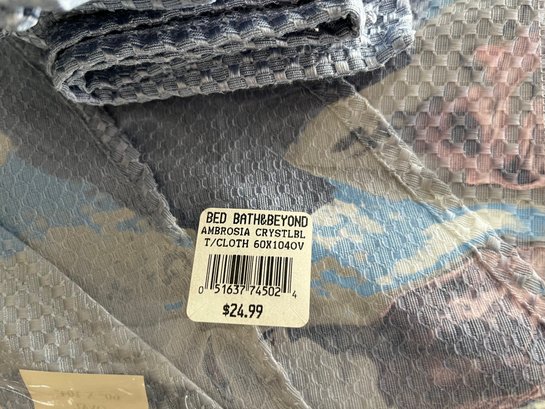 BED BATH&BEYOND
AMBROSIA CRYSTLBL
T/CLOTH 60X104OV
0 51637 74502 4
$24.99